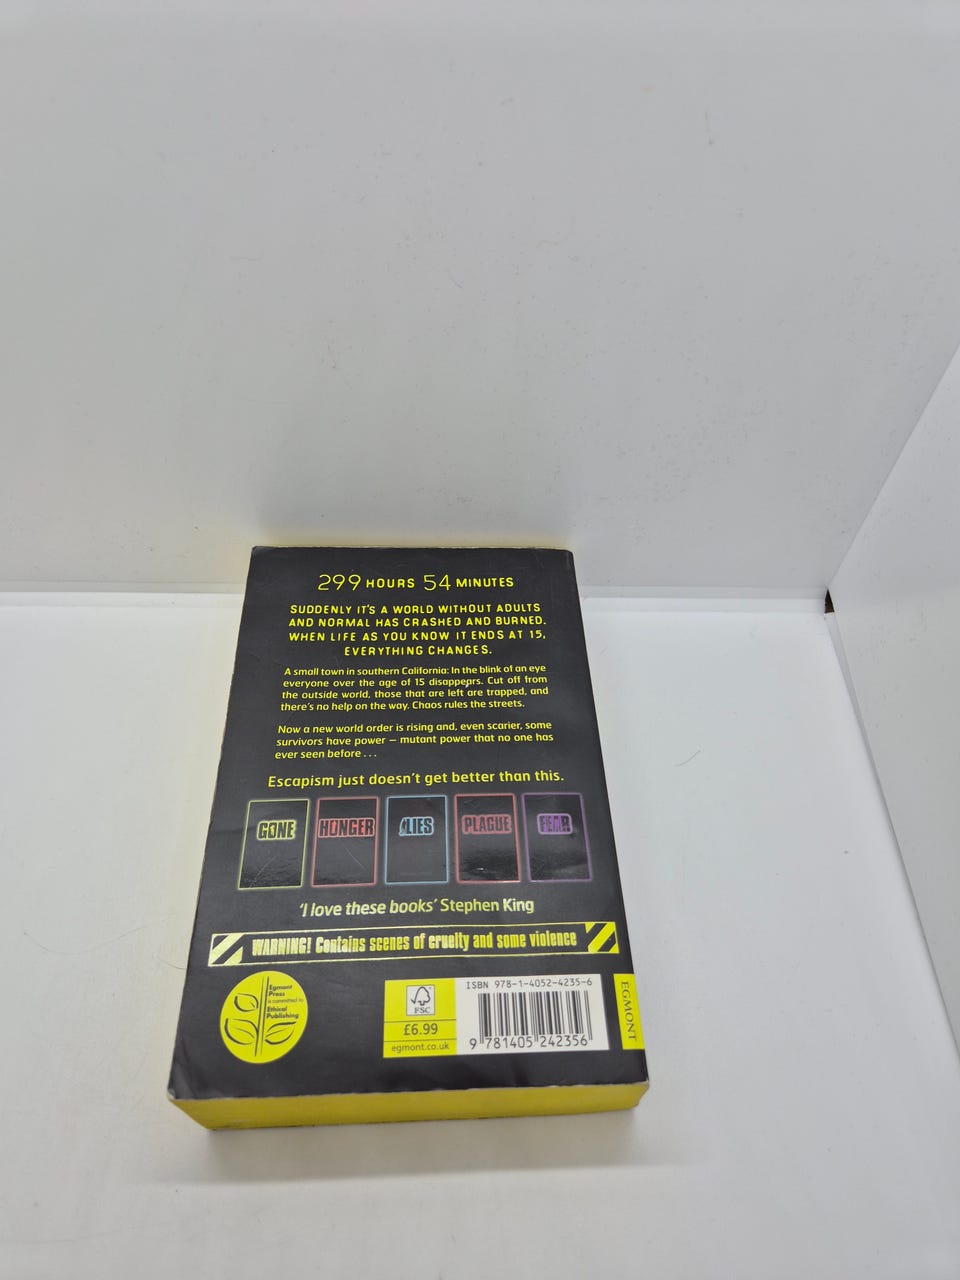 299 HOURS 54 MINUTES
SUDDENLY IT'S A WORLD WITHOUT ADULTS
AND NORMAL HAS CRASHED AND BURNED.
WHEN LIFE AS YOU KNOW IT ENDS AT 15,
EVERYTHING CHANGES.
A small town in southern California: In the blink of an eye
everyone over the age of 15 disappears. Cut off from
the outside world, those that are left are trapped, and
there's no help on the way. Chaos rules the streets.
Now a new world order is rising and, even scarier, some
survivors have power – mutant power that no one has
ever seen before . . .
Escapism just doesn't get better than this.
GONE
HUNGER
LIES
PLAGUE
FEAR
'I love these books' Stephen King
WARNING! Contains scenes of cruelty and some violence
Egmont
Press
is committed to
Ethical
Publishing
FSC
£6.99
egmont.co.uk
ISBN 978-1-4052-4235-6
9 781405 242356
EGMONT